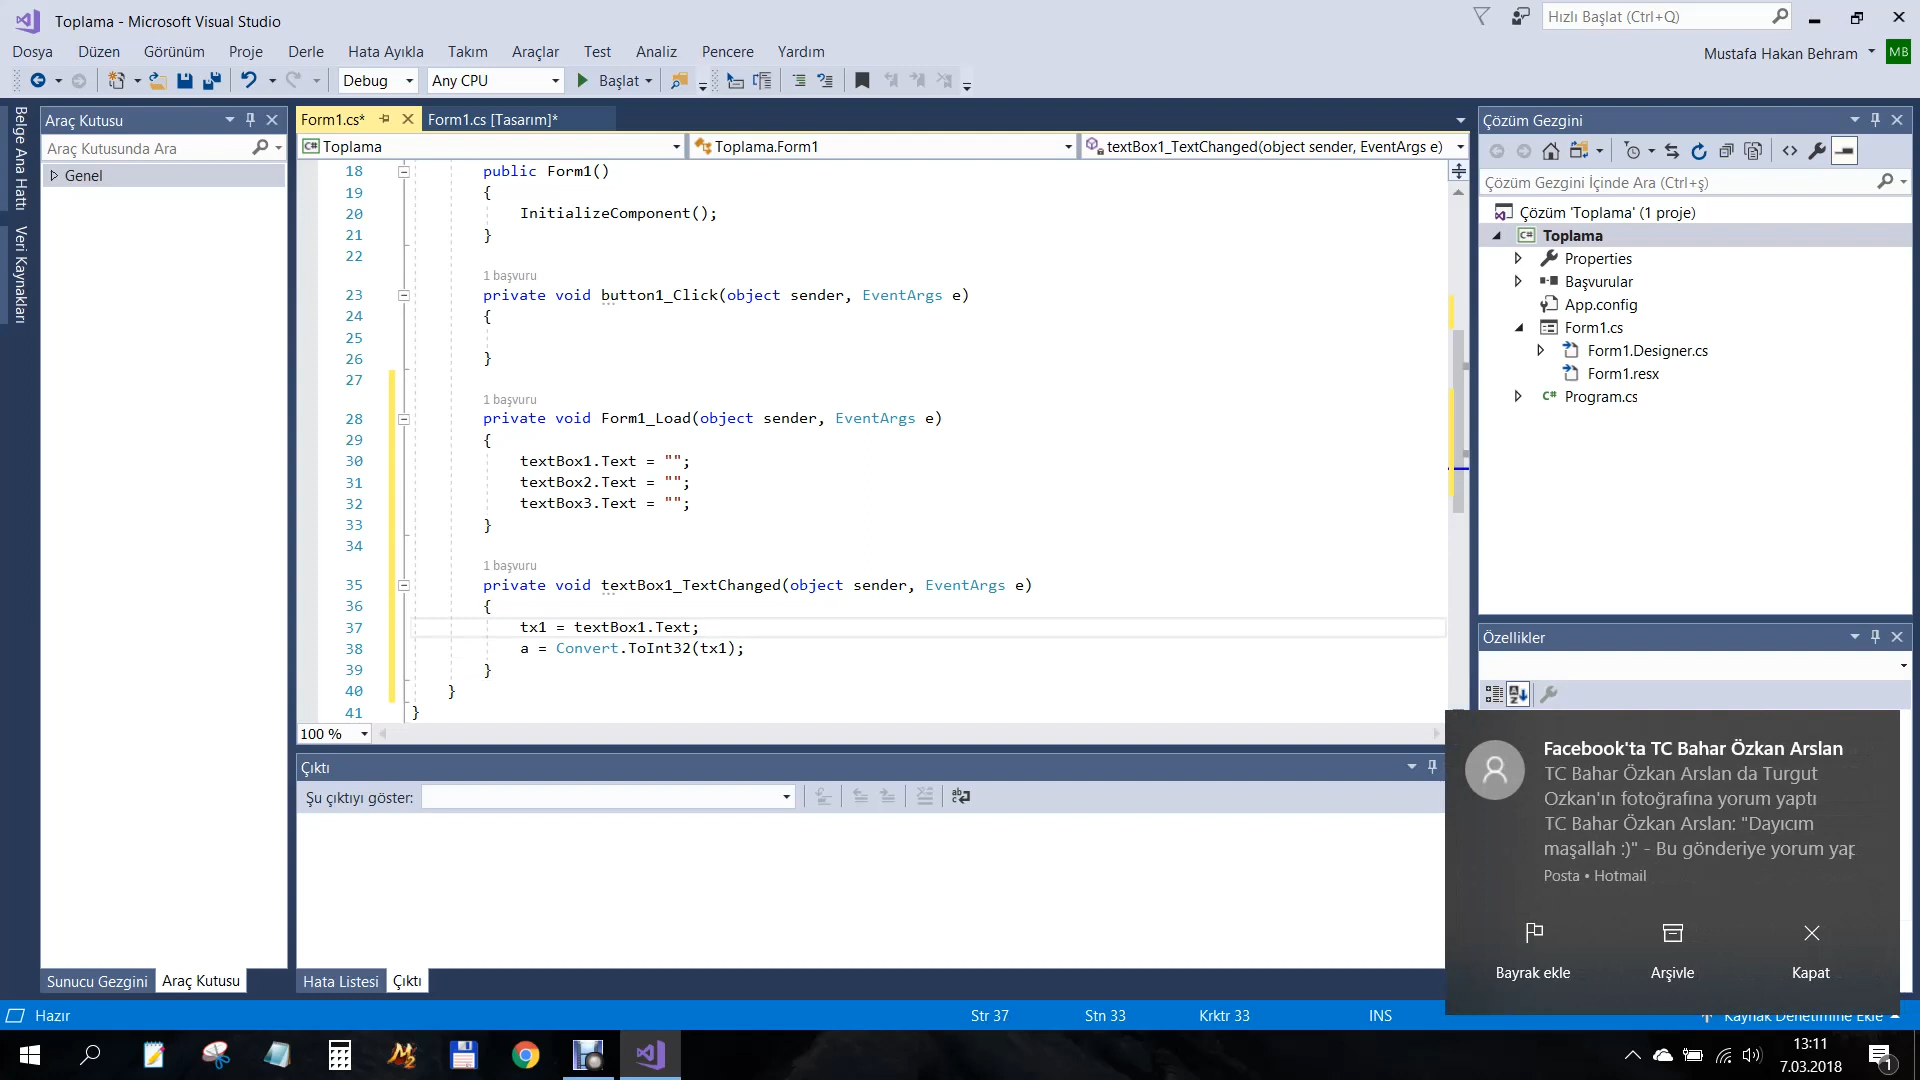 Toplama - Microsoft Visual Studio
Hızlı Başlat (Ctrl+Q)
Dosya Düzen Görünüm Proje Derle Hata Ayıkla Takım Araçlar Test Analiz Pencere Yardım
Mustafa Hakan Behram MB
Debug Any CPU Başlat
Belge Ana Hattı
Veri Kaynakları
Araç Kutusu
Araç Kutusunda Ara
Genel
Form1.cs* Form1.cs [Tasarım]*
Toplama Toplama.Form1 textBox1_TextChanged(object sender, EventArgs e)
18 public Form1()
19 {
20 InitializeComponent();
21 }
22
1 başvuru
23 private void button1_Click(object sender, EventArgs e)
24 {
25
26 }
27
1 başvuru
28 private void Form1_Load(object sender, EventArgs e)
29 {
30 textBox1.Text = "";
31 textBox2.Text = "";
32 textBox3.Text = "";
33 }
34
1 başvuru
35 private void textBox1_TextChanged(object sender, EventArgs e)
36 {
37 tx1 = textBox1.Text;
38 a = Convert.ToInt32(tx1);
39 }
40 }
41 }
100 %
Çıktı
Şu çıktıyı göster:
Sunucu Gezgini Araç Kutusu
Hata Listesi Çıktı
Çözüm Gezgini
Çözüm Gezgini İçinde Ara (Ctrl+ş)
Çözüm 'Toplama' (1 proje)
Toplama
Properties
Başvurular
App.config
Form1.cs
Form1.Designer.cs
Form1.resx
Program.cs
Özellikler
Facebook'ta TC Bahar Özkan Arslan
TC Bahar Özkan Arslan da Turgut
Ozkan'ın fotoğrafına yorum yaptı
TC Bahar Özkan Arslan: "Dayıcım
maşallah :)" - Bu gönderiye yorum yap
Posta • Hotmail
Bayrak ekle Arşivle Kapat
Hazır Str 37 Stn 33 Krktr 33 INS Kaynak Denetimine Ekle
13:11
7.03.2018
1